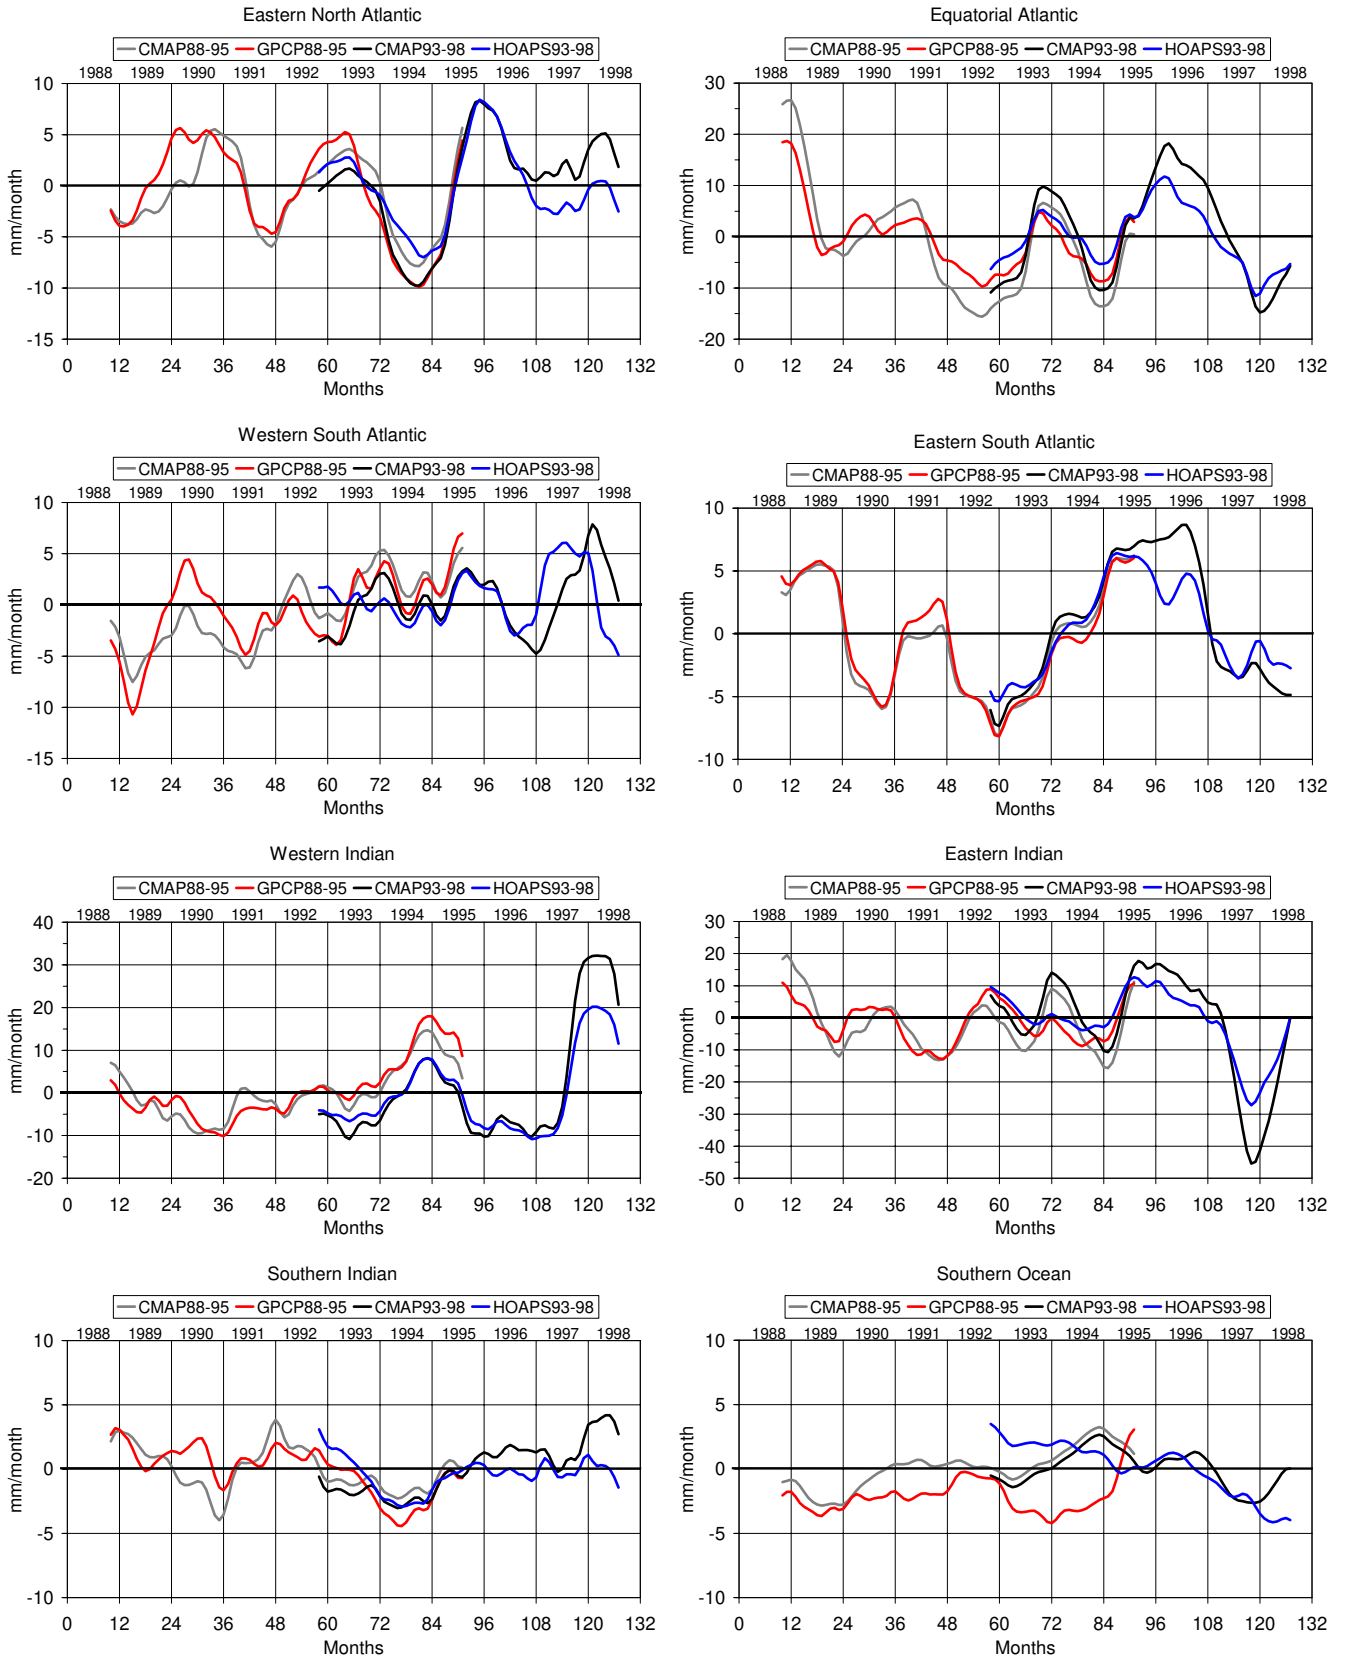 Eastern North Atlantic
CMAP88-95 GPCP88-95 CMAP93-98 HOAPS93-98
1988 1989 1990 1991 1992 1993 1994 1995 1996 1997 1998
10
5
0
-5
-10
-15
mm/month
0 12 24 36 48 60 72 84 96 108 120 132
Months
Equatorial Atlantic
CMAP88-95 GPCP88-95 CMAP93-98 HOAPS93-98
1988 1989 1990 1991 1992 1993 1994 1995 1996 1997 1998
30
20
10
0
-10
-20
mm/month
0 12 24 36 48 60 72 84 96 108 120 132
Months
Western South Atlantic
CMAP88-95 GPCP88-95 CMAP93-98 HOAPS93-98
1988 1989 1990 1991 1992 1993 1994 1995 1996 1997 1998
10
5
0
-5
-10
-15
mm/month
0 12 24 36 48 60 72 84 96 108 120 132
Months
Eastern South Atlantic
CMAP88-95 GPCP88-95 CMAP93-98 HOAPS93-98
1988 1989 1990 1991 1992 1993 1994 1995 1996 1997 1998
10
5
0
-5
-10
mm/month
0 12 24 36 48 60 72 84 96 108 120 132
Months
Western Indian
CMAP88-95 GPCP88-95 CMAP93-98 HOAPS93-98
1988 1989 1990 1991 1992 1993 1994 1995 1996 1997 1998
40
30
20
10
0
-10
-20
mm/month
0 12 24 36 48 60 72 84 96 108 120 132
Months
Eastern Indian
CMAP88-95 GPCP88-95 CMAP93-98 HOAPS93-98
1988 1989 1990 1991 1992 1993 1994 1995 1996 1997 1998
30
20
10
0
-10
-20
-30
-40
-50
mm/month
0 12 24 36 48 60 72 84 96 108 120 132
Months
Southern Indian
CMAP88-95 GPCP88-95 CMAP93-98 HOAPS93-98
1988 1989 1990 1991 1992 1993 1994 1995 1996 1997 1998
10
5
0
-5
-10
mm/month
0 12 24 36 48 60 72 84 96 108 120 132
Months
Southern Ocean
CMAP88-95 GPCP88-95 CMAP93-98 HOAPS93-98
1988 1989 1990 1991 1992 1993 1994 1995 1996 1997 1998
10
5
0
-5
-10
mm/month
0 12 24 36 48 60 72 84 96 108 120 132
Months